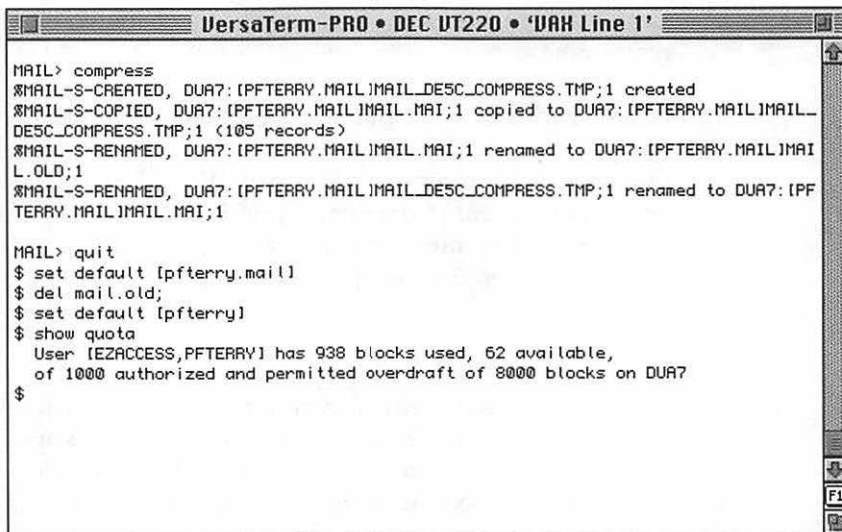 VersaTerm-PRO • DEC VT220 • ‘VAX Line 1’
MAIL> compress
%MAIL-S-CREATED, DUA7:[PFTERRY.MAIL]MAIL_DE5C_COMPRESS.TMP;1 created
%MAIL-S-COPIED, DUA7:[PFTERRY.MAIL]MAIL.MAI;1 copied to DUA7:[PFTERRY.MAIL]MAIL_
DE5C_COMPRESS.TMP;1 (105 records)
%MAIL-S-RENAMED, DUA7:[PFTERRY.MAIL]MAIL.MAI;1 renamed to DUA7:[PFTERRY.MAIL]MAI
L.OLD;1
%MAIL-S-RENAMED, DUA7:[PFTERRY.MAIL]MAIL_DE5C_COMPRESS.TMP;1 renamed to DUA7:[PF
TERRY.MAIL]MAIL.MAI;1
MAIL> quit
$ set default [pfterry.mail]
$ del mail.old;
$ set default [pfterry]
$ show quota
User [EZACCESS,PFTERRY] has 938 blocks used, 62 available,
of 1000 authorized and permitted overdraft of 8000 blocks on DUA7
$
F1